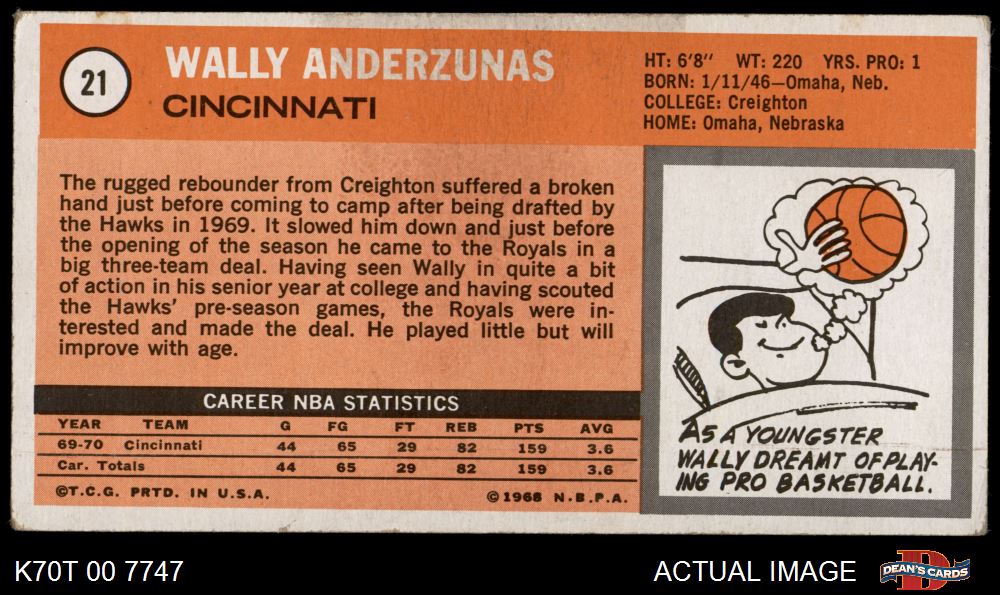 21
WALLY ANDERZUNAS
CINCINNATI
HT: 6'8" WT: 220 YRS. PRO: 1
BORN: 1/11/46—Omaha, Neb.
COLLEGE: Creighton
HOME: Omaha, Nebraska
The rugged rebounder from Creighton suffered a broken
hand just before coming to camp after being drafted by
the Hawks in 1969. It slowed him down and just before
the opening of the season he came to the Royals in a
big three-team deal. Having seen Wally in quite a bit
of action in his senior year at college and having scouted
the Hawks' pre-season games, the Royals were in-
terested and made the deal. He played little but will
improve with age.
CAREER NBA STATISTICS
YEAR TEAM G FG FT REB PTS AVG
69-70 Cincinnati 44 65 29 82 159 3.6
Car. Totals 44 65 29 82 159 3.6
©T.C.G. PRTD. IN U.S.A. ©1968 N.B.P.A.
AS A YOUNGSTER
WALLY DREAMT OF PLAY-
ING PRO BASKETBALL.
K70T 00 7747
ACTUAL IMAGE
D
DEAN'S CARDS